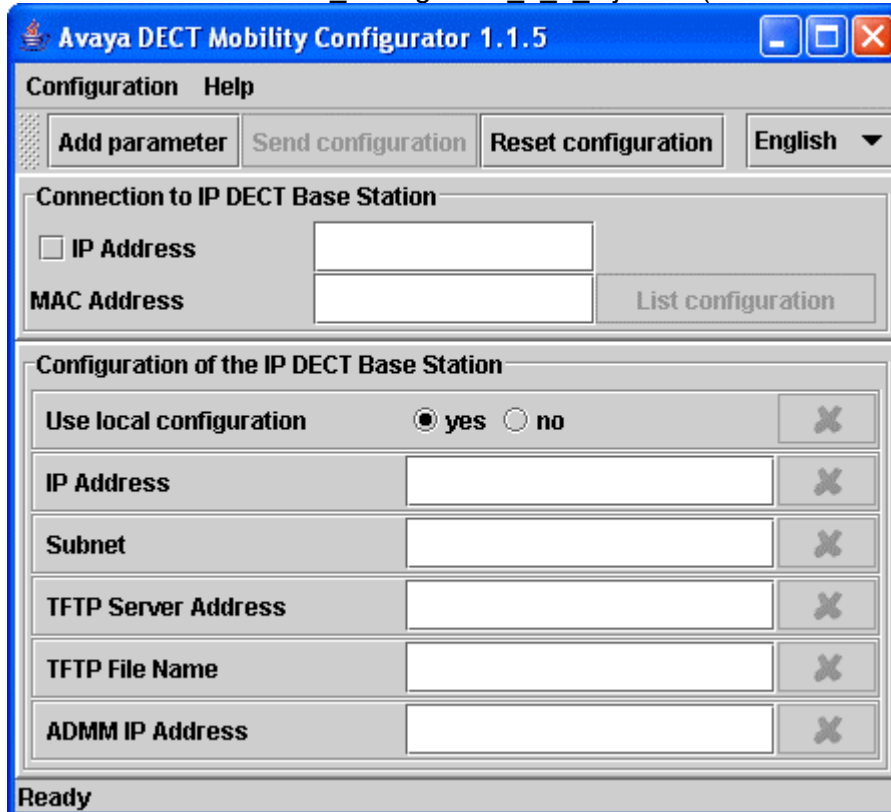 Avaya DECT Mobility Configurator 1.1.5
Configuration Help
Add parameter Send configuration Reset configuration English
Connection to IP DECT Base Station
IP Address
MAC Address List configuration
Configuration of the IP DECT Base Station
Use local configuration yes no
IP Address
Subnet
TFTP Server Address
TFTP File Name
ADMM IP Address
Ready